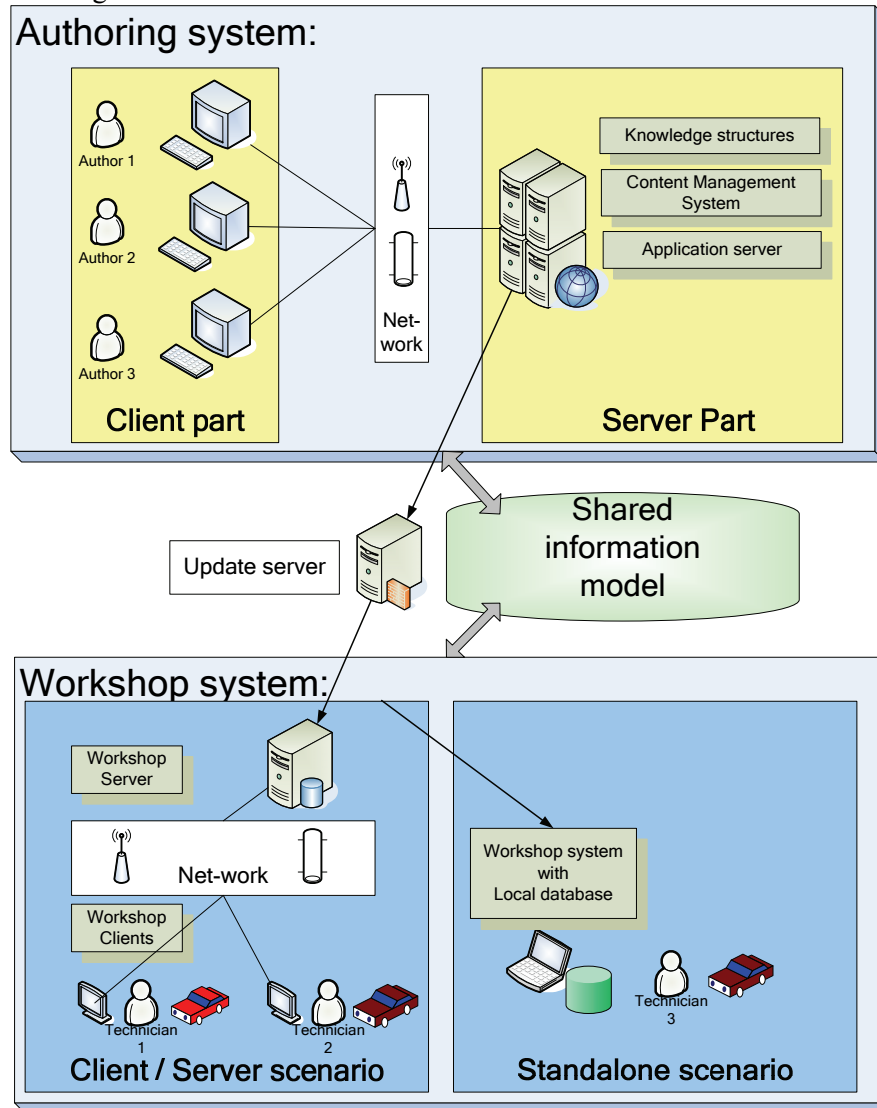 Authoring system:
Author 1
Author 2
Author 3
Client part
Net-
work
Knowledge structures
Content Management
System
Application server
Server Part
Update server
Shared
information
model
Workshop system:
Workshop
Server
Net-work
Workshop
Clients
Technician
1
Technician
2
Client / Server scenario
Workshop system
with
Local database
Technician
3
Standalone scenario